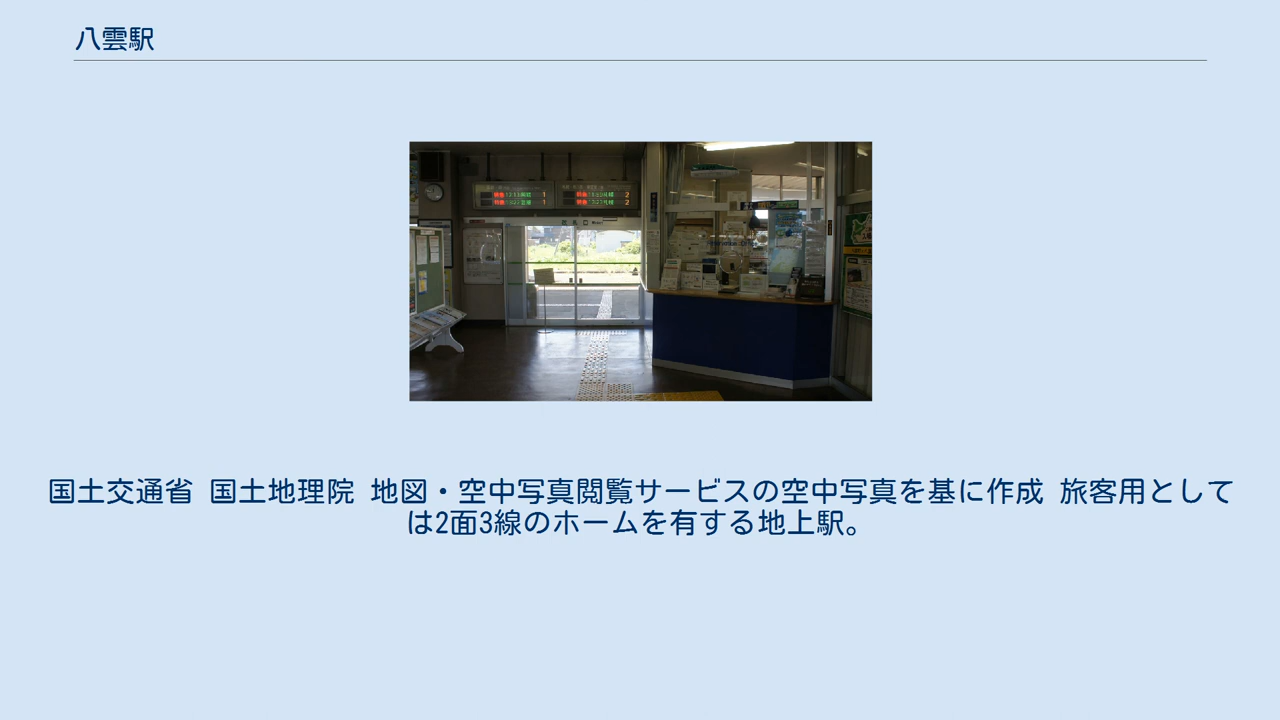 八雲駅
国土交通省 国土地理院 地図・空中写真閲覧サービスの空中写真を基に作成 旅客用として
は2面3線のホームを有する地上駅。